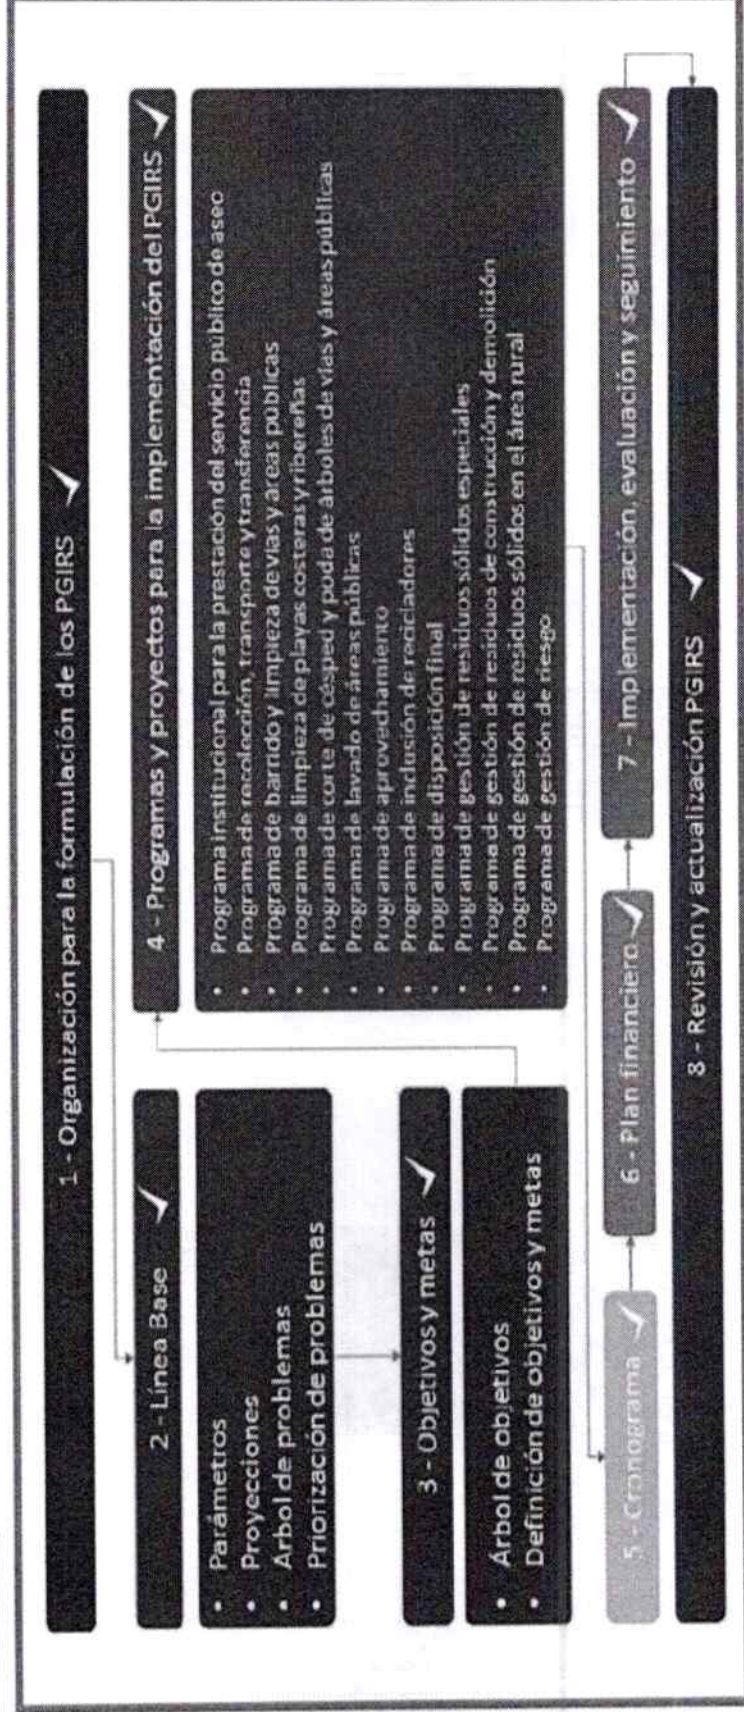 1 - Organización para la formulación de los PGIRS
2 - Línea Base
• Parámetros
• Proyecciones
• Arbol de problemas
• Priorización de problemas
3 - Objetivos y metas
• Árbol de objetivos
• Definición de objetivos y metas
4 - Programas y proyectos para la implementación del PGIRS
• Programa institucional para la prestación del servicio público de aseo
• Programa de recolección, transporte y transferencia
• Programa de barrido y limpieza de vías y áreas públicas
• Programa de limpieza de playas costeras y ribereñas
• Programa de corte de césped y poda de árboles de vías y áreas públicas
• Programa de lavado de áreas públicas
• Programa de aprovechamiento
• Programa de inclusión de recicladores
• Programa de disposición final
• Programa de gestión de residuos sólidos especiales
• Programa de gestión de residuos de construcción y demolición
• Programa de gestión de residuos sólidos en el área rural
• Programa de gestión de riesgo
5 - Cronograma
6 - Plan financiero
7 - Implementación, evaluación y seguimiento
8 - Revisión y actualización PGIRS